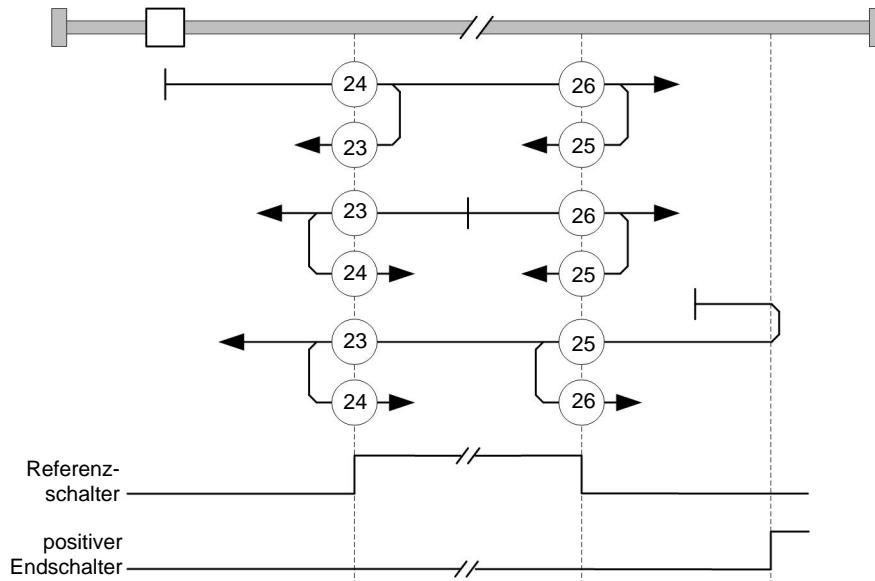 24 26
23 25
23 26
24 25
23 25
24 26
Referenz-
schalter
positiver
Endschalter